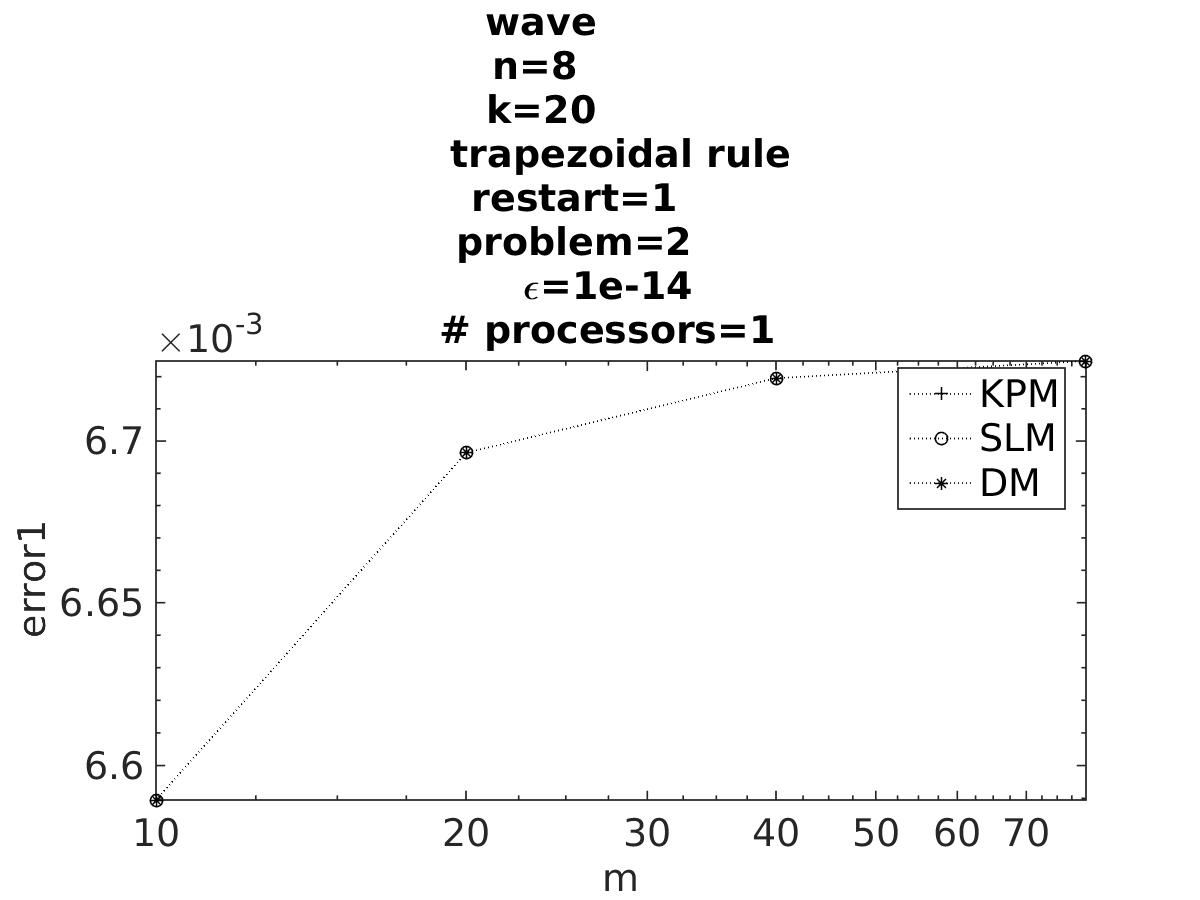 wave
n=8
k=20
trapezoidal rule
restart=1
problem=2
ϵ=1e-14
# processors=1
×10-3
6.7
6.65
6.6
error1
KPM
SLM
DM
10 20 30 40 50 60 70
m